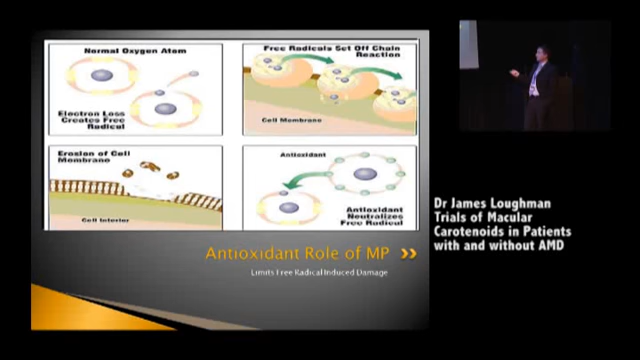 Normal Oxygen Atom
Electron Loss
Creates Free
Radical
Free Radicals Set Off Chain
Reaction
Cell Membrane
Erosion of Cell
Membrane
Cell Interior
Antioxidant
Antioxidant
Neutralizes
Free Radical
Antioxidant Role of MP
Limits Free Radical Induced Damage
Dr James Loughman
Trials of Macular
Carotenoids in Patients
with and without AMD